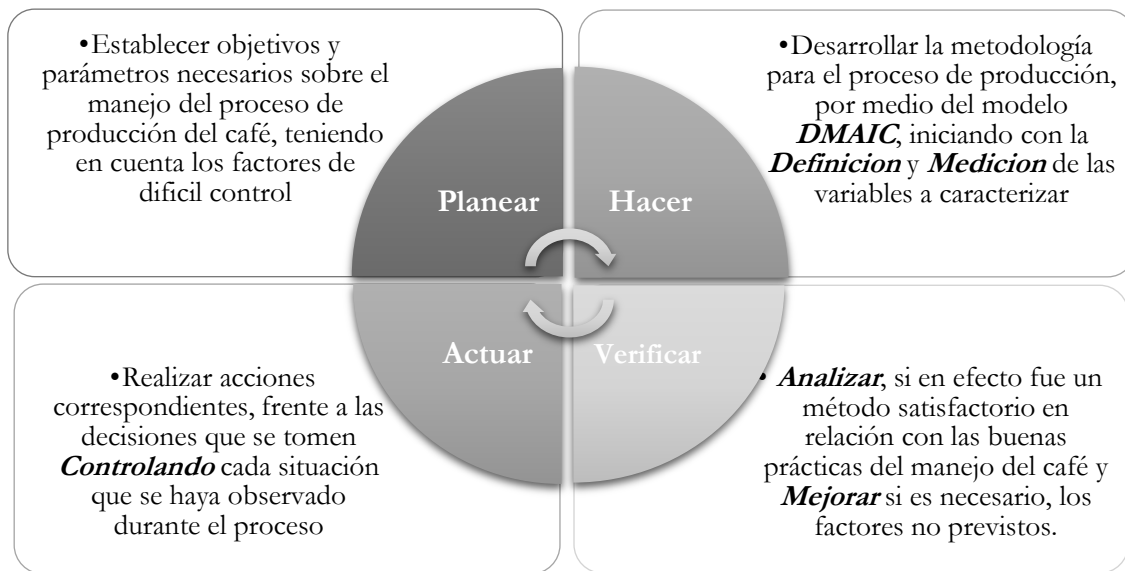 •Establecer objetivos y
parámetros necesarios sobre el
manejo del proceso de
producción del café, teniendo
en cuenta los factores de
dificil control
Planear
•Desarrollar la metodología
para el proceso de producción,
por medio del modelo
DMAIC, iniciando con la
Definicion y Medicion de las
variables a caracterizar
Hacer
•Realizar acciones
correspondientes, frente a las
decisiones que se tomen
Controlando cada situación
que se haya observado
durante el proceso
Actuar
Verificar
• Analizar, si en efecto fue un
método satisfactorio en
relación con las buenas
prácticas del manejo del café y
Mejorar si es necesario, los
factores no previstos.